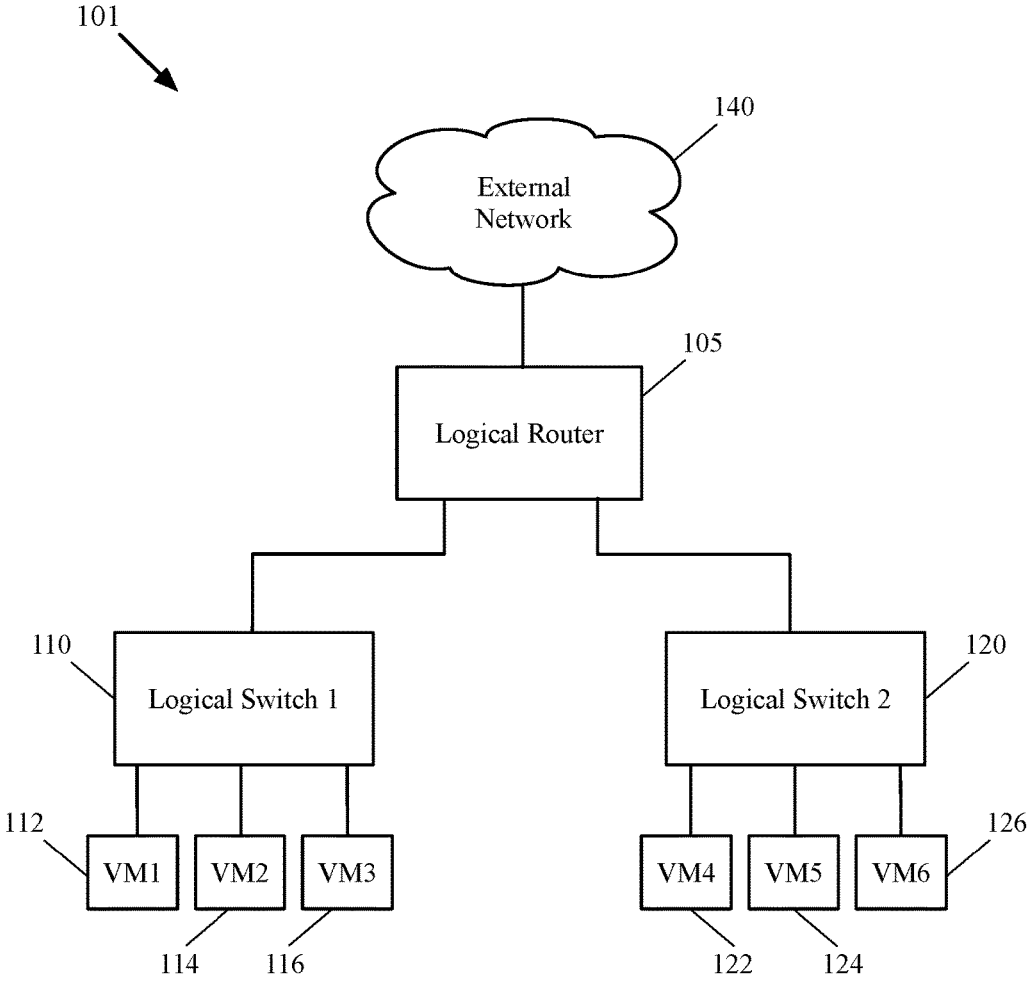 101
140
External
Network
105
Logical Router
110
120
Logical Switch 1
Logical Switch 2
112
126
VM1
VM2
VM3
VM4
VM5
VM6
114
116
122
124